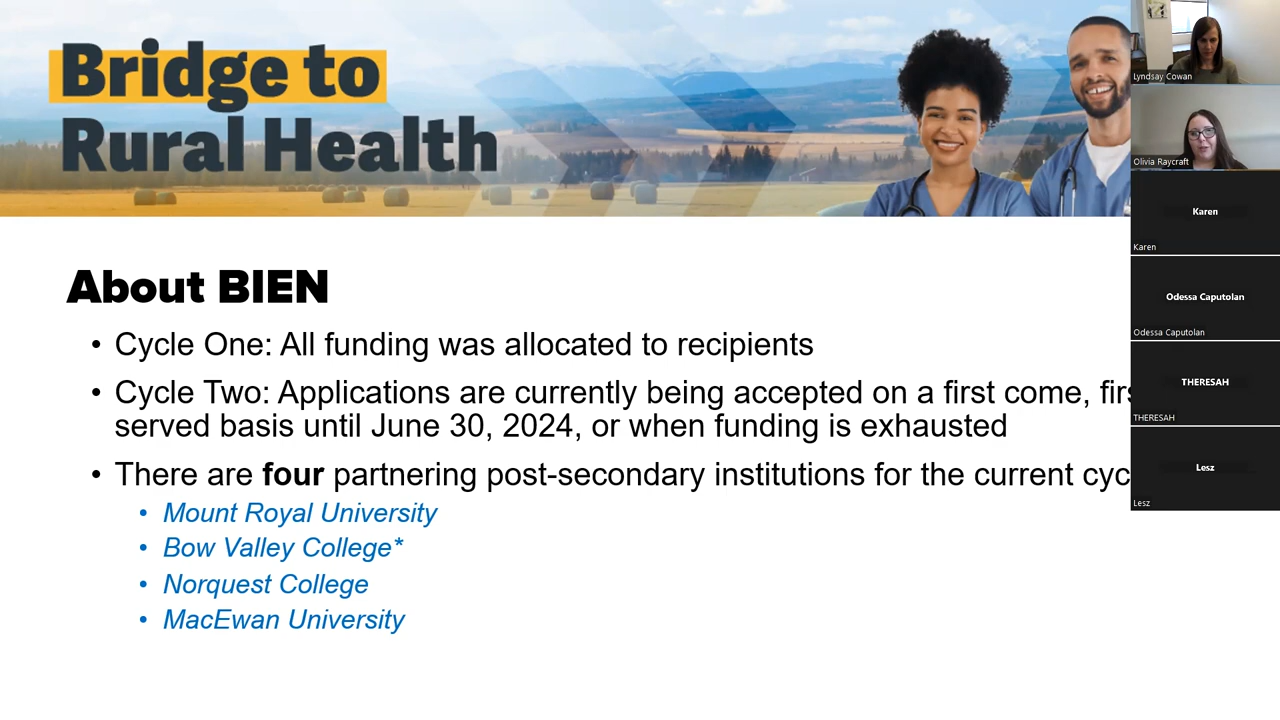 Bridge to
Rural Health
About BIEN
• Cycle One: All funding was allocated to recipients
• Cycle Two: Applications are currently being accepted on a first come,
served basis until June 30, 2024, or when funding is exhausted
• There are four partnering post-secondary institutions for the current
• Mount Royal University
• Bow Valley College*
• Norquest College
• MacEwan University
Lyndsay Cowan
Olivia Raycraft
Karen
Karen
Odessa Caputolan
Odessa Caputolan
THERESAH
THERESAH
Lesz
Lesz